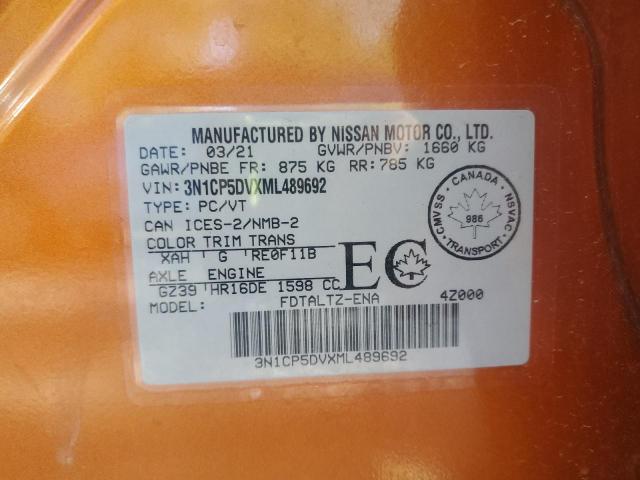 MANUFACTURED BY NISSAN MOTOR CO., LTD.
DATE: 03/21 GVWR/PNBV: 1660 KG
GAWR/PNBE FR: 875 KG RR: 785 KG
VIN: 3N1CP5DVXML489692
TYPE: PC/VT
CAN ICES-2/NMB-2
COLOR TRIM TRANS
XAH G RE0F11B
AXLE ENGINE
GZ39 HR16DE 1598 CC
MODEL: FDTALTZ-ENA 4Z000
3N1CP5DVXML489692
EC
CANADA
CMVSS NSVAC
986
TRANSPORT